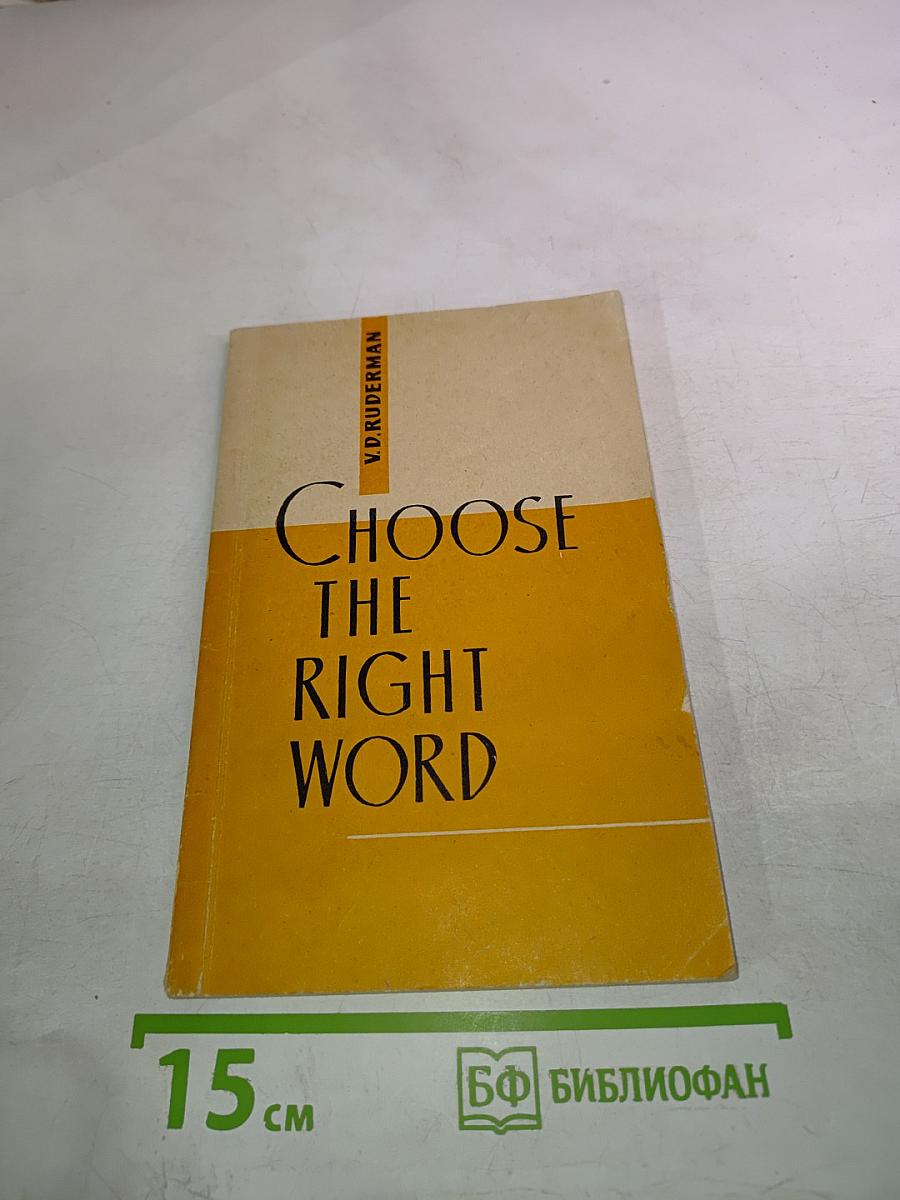 V.D.RUDERMAN
CHOOSE
THE
RIGHT
WORD
15 см
БФ БИБЛИОФАН